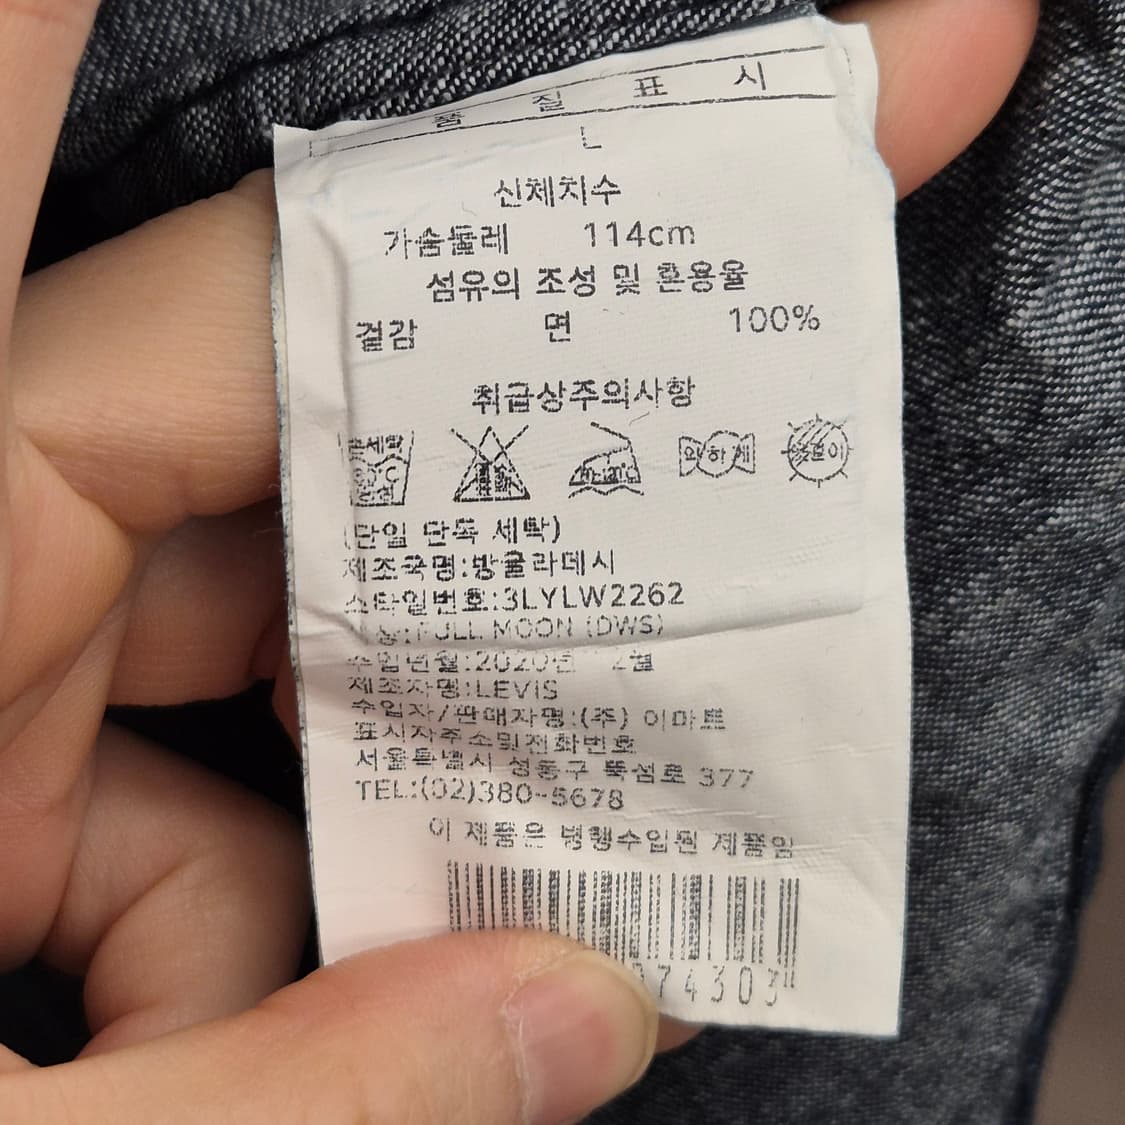 품 질 표 시
L
신체치수
가슴둘레 114cm
섬유의 조성 및 혼용율
겉감 면 100%
취급상주의사항
약하게
(단일 단독 세탁)
제조국명:방글라데시
스타일번호:3LYLW2262
색상:FULL MOON (DWS)
수입년월:2020년 2월
제조자명:LEVIS
수입자/판매자명:(주) 이마트
표시자주소및전화번호
서울특별시 성동구 뚝섬로 377
TEL:(02)380-5678
이 제품은 병행수입된 제품임
74303